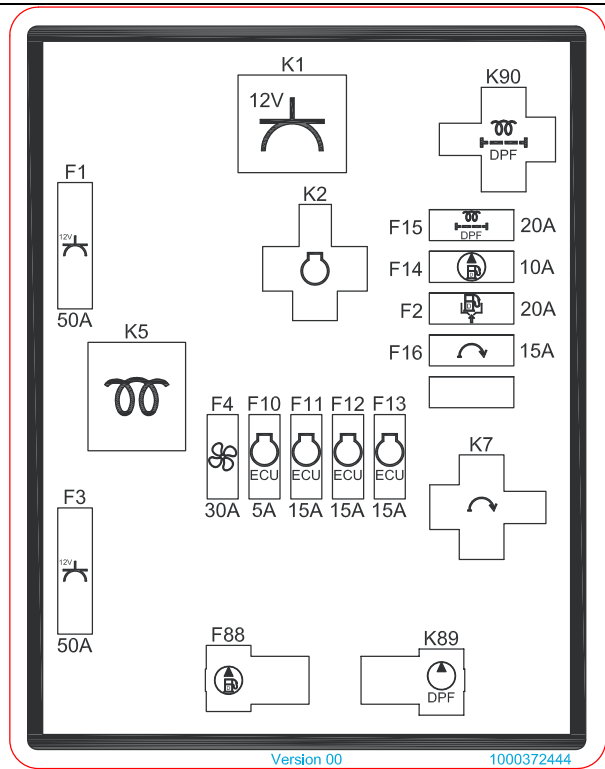 K1
12V
K90
DPF
F1
12V
50A
K2
F15
DPF
20A
F14
10A
F2
20A
F16
15A
K5
F4 F10 F11 F12 F13
ECU ECU ECU ECU
30A 5A 15A 15A 15A
K7
F3
12V
50A
F88
K89
DPF
Version 00
1000372444